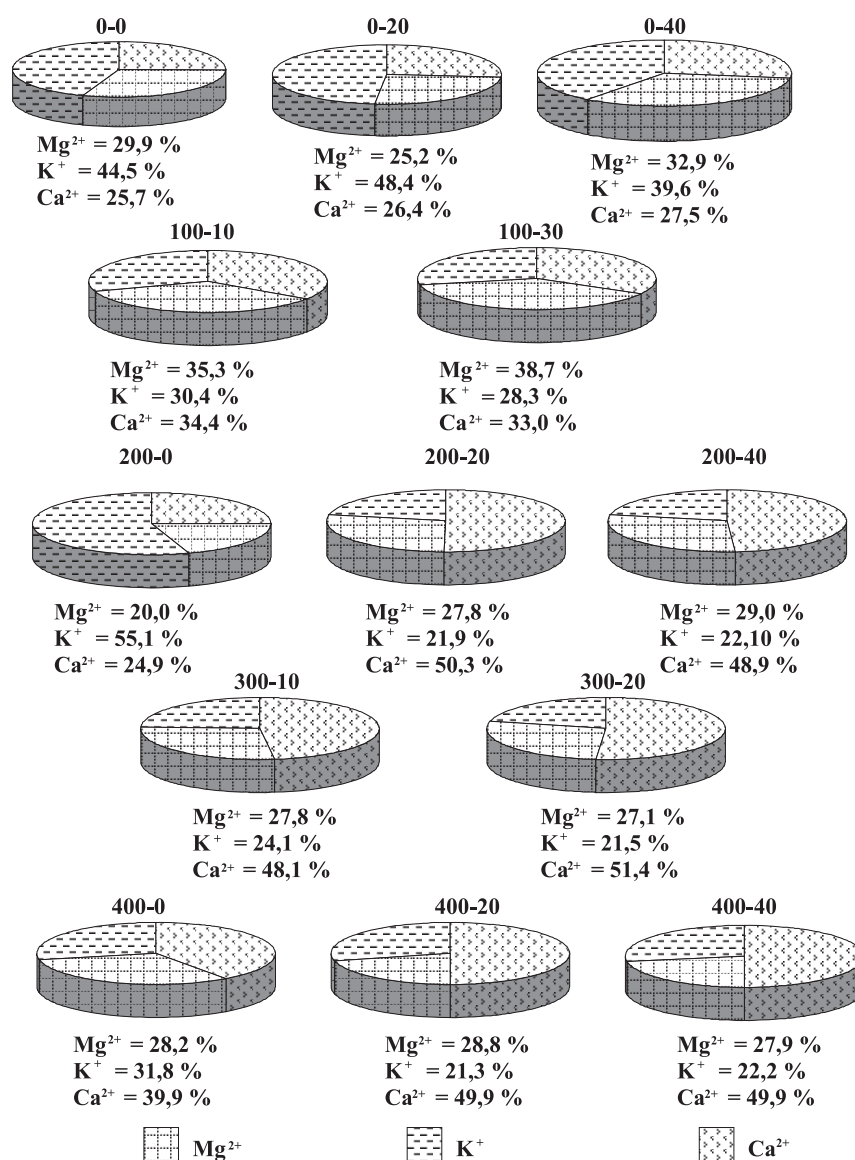 0-0
0-20
0-40
Mg²⁺ = 29,9 %
K⁺ = 44,5 %
Ca²⁺ = 25,7 %
Mg²⁺ = 25,2 %
K⁺ = 48,4 %
Ca²⁺ = 26,4 %
Mg²⁺ = 32,9 %
K⁺ = 39,6 %
Ca²⁺ = 27,5 %
100-10
100-30
Mg²⁺ = 35,3 %
K⁺ = 30,4 %
Ca²⁺ = 34,4 %
Mg²⁺ = 38,7 %
K⁺ = 28,3 %
Ca²⁺ = 33,0 %
200-0
200-20
200-40
Mg²⁺ = 20,0 %
K⁺ = 55,1 %
Ca²⁺ = 24,9 %
Mg²⁺ = 27,8 %
K⁺ = 21,9 %
Ca²⁺ = 50,3 %
Mg²⁺ = 29,0 %
K⁺ = 22,10 %
Ca²⁺ = 48,9 %
300-10
300-20
Mg²⁺ = 27,8 %
K⁺ = 24,1 %
Ca²⁺ = 48,1 %
Mg²⁺ = 27,1 %
K⁺ = 21,5 %
Ca²⁺ = 51,4 %
400-0
400-20
400-40
Mg²⁺ = 28,2 %
K⁺ = 31,8 %
Ca²⁺ = 39,9 %
Mg²⁺ = 28,8 %
K⁺ = 21,3 %
Ca²⁺ = 49,9 %
Mg²⁺ = 27,9 %
K⁺ = 22,2 %
Ca²⁺ = 49,9 %
Mg²⁺
K⁺
Ca²⁺